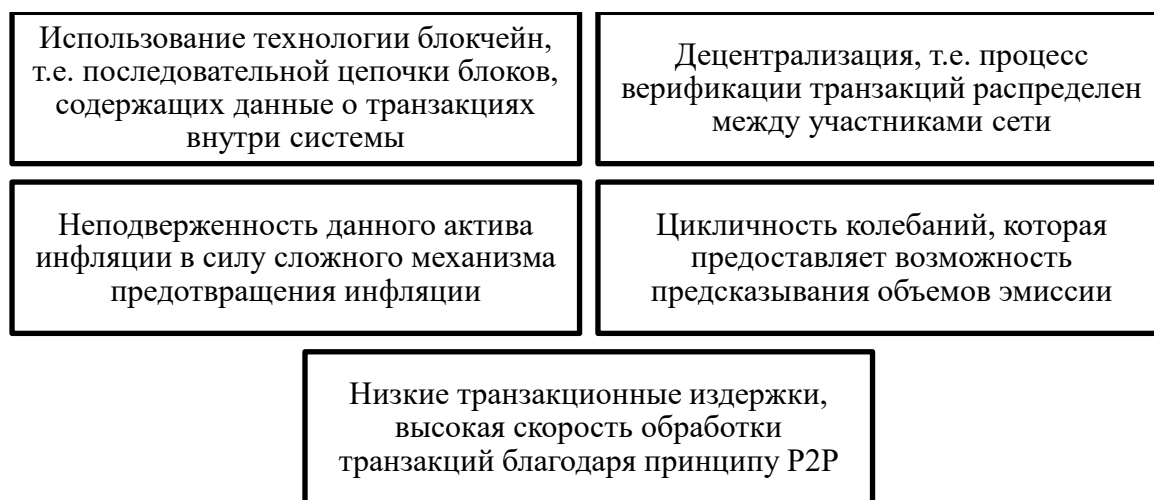 Использование технологии блокчейн,
т.е. последовательной цепочки блоков,
содержащих данные о транзакциях
внутри системы
Децентрализация, т.е. процесс
верификации транзакций распределен
между участниками сети
Неподверженность данного актива
инфляции в силу сложного механизма
предотвращения инфляции
Цикличность колебаний, которая
предоставляет возможность
предсказывания объемов эмиссии
Низкие транзакционные издержки,
высокая скорость обработки
транзакций благодаря принципу P2P